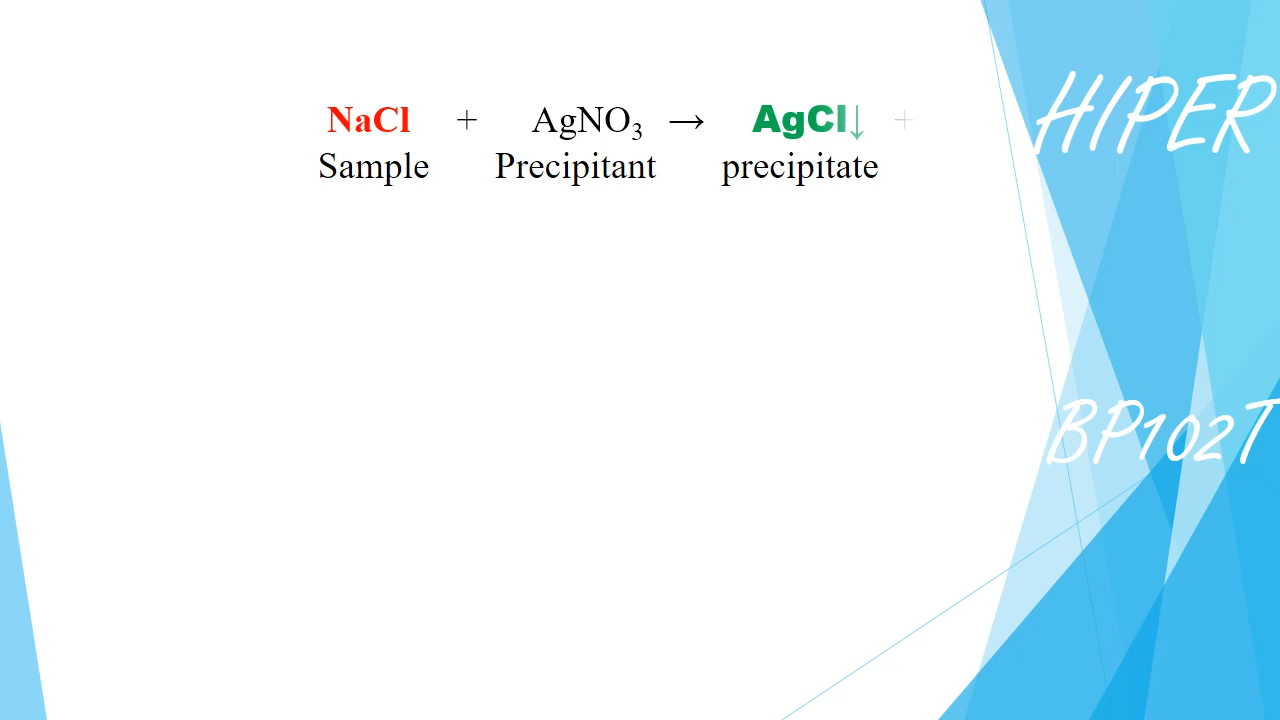 NaCl + AgNO₃ → AgCl↓ +
Sample Precipitant precipitate
HIPER
BP102T